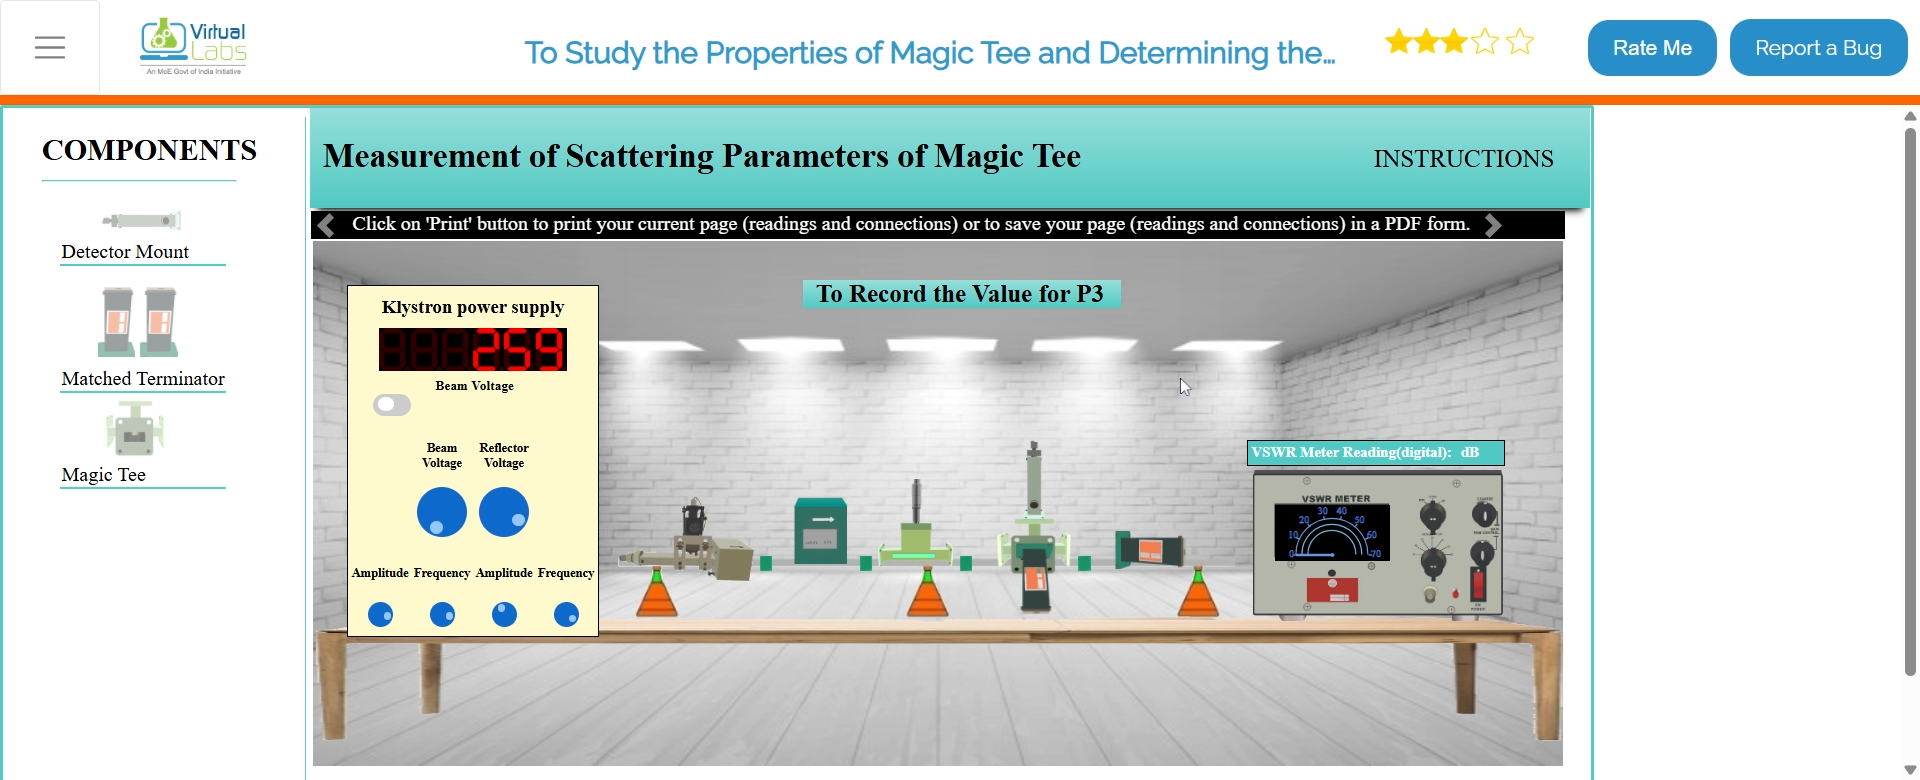 Virtual
Labs
An MoE Govt of India Initiative
To Study the Properties of Magic Tee and Determining the...
Rate Me
Report a Bug
COMPONENTS
Detector Mount
Matched Terminator
Magic Tee
Measurement of Scattering Parameters of Magic Tee
INSTRUCTIONS
Click on 'Print' button to print your current page (readings and connections) or to save your page (readings and connections) in a PDF form.
To Record the Value for P3
Klystron power supply
259
Beam Voltage
Beam Voltage
Reflector Voltage
Amplitude Frequency Amplitude Frequency
VSWR Meter Reading(digital): dB
VSWR METER
0 10 20 30 40 50 60 70